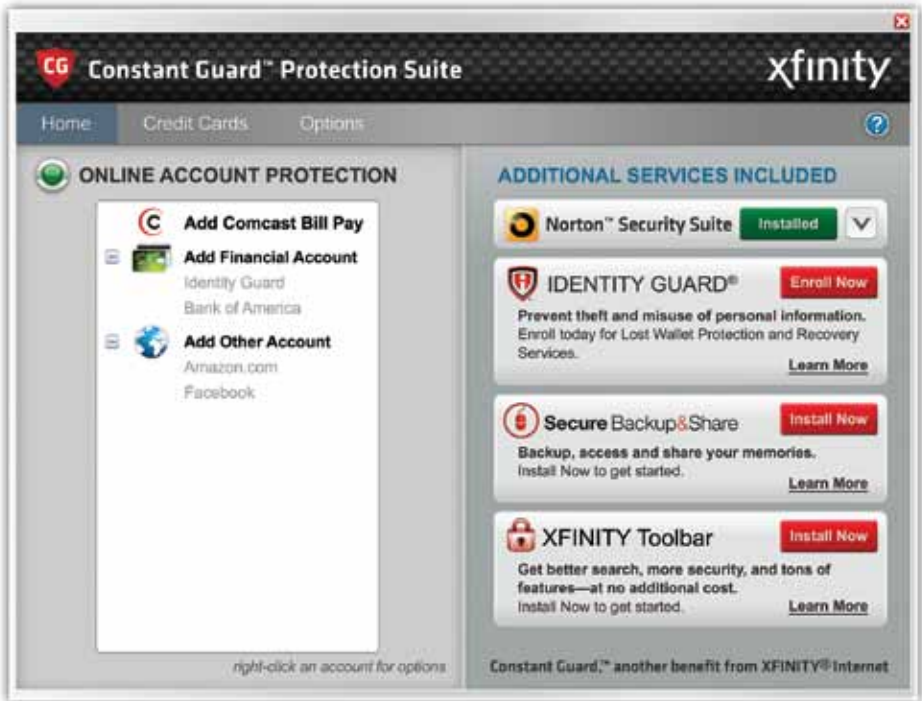 CG Constant Guard™ Protection Suite
xfinity
Home Credit Cards Options
?
ONLINE ACCOUNT PROTECTION
C Add Comcast Bill Pay
Add Financial Account
Identity Guard
Bank of America
Add Other Account
Amazon.com
Facebook
right-click an account for options
ADDITIONAL SERVICES INCLUDED
Norton™ Security Suite Installed
IDENTITY GUARD® Enroll Now
Prevent theft and misuse of personal information.
Enroll today for Lost Wallet Protection and Recovery
Services.
Learn More
Secure Backup&Share Install Now
Backup, access and share your memories.
Install Now to get started.
Learn More
XFINITY Toolbar Install Now
Get better search, more security, and tons of
features—at no additional cost.
Install Now to get started.
Learn More
Constant Guard,™ another benefit from XFINITY® Internet